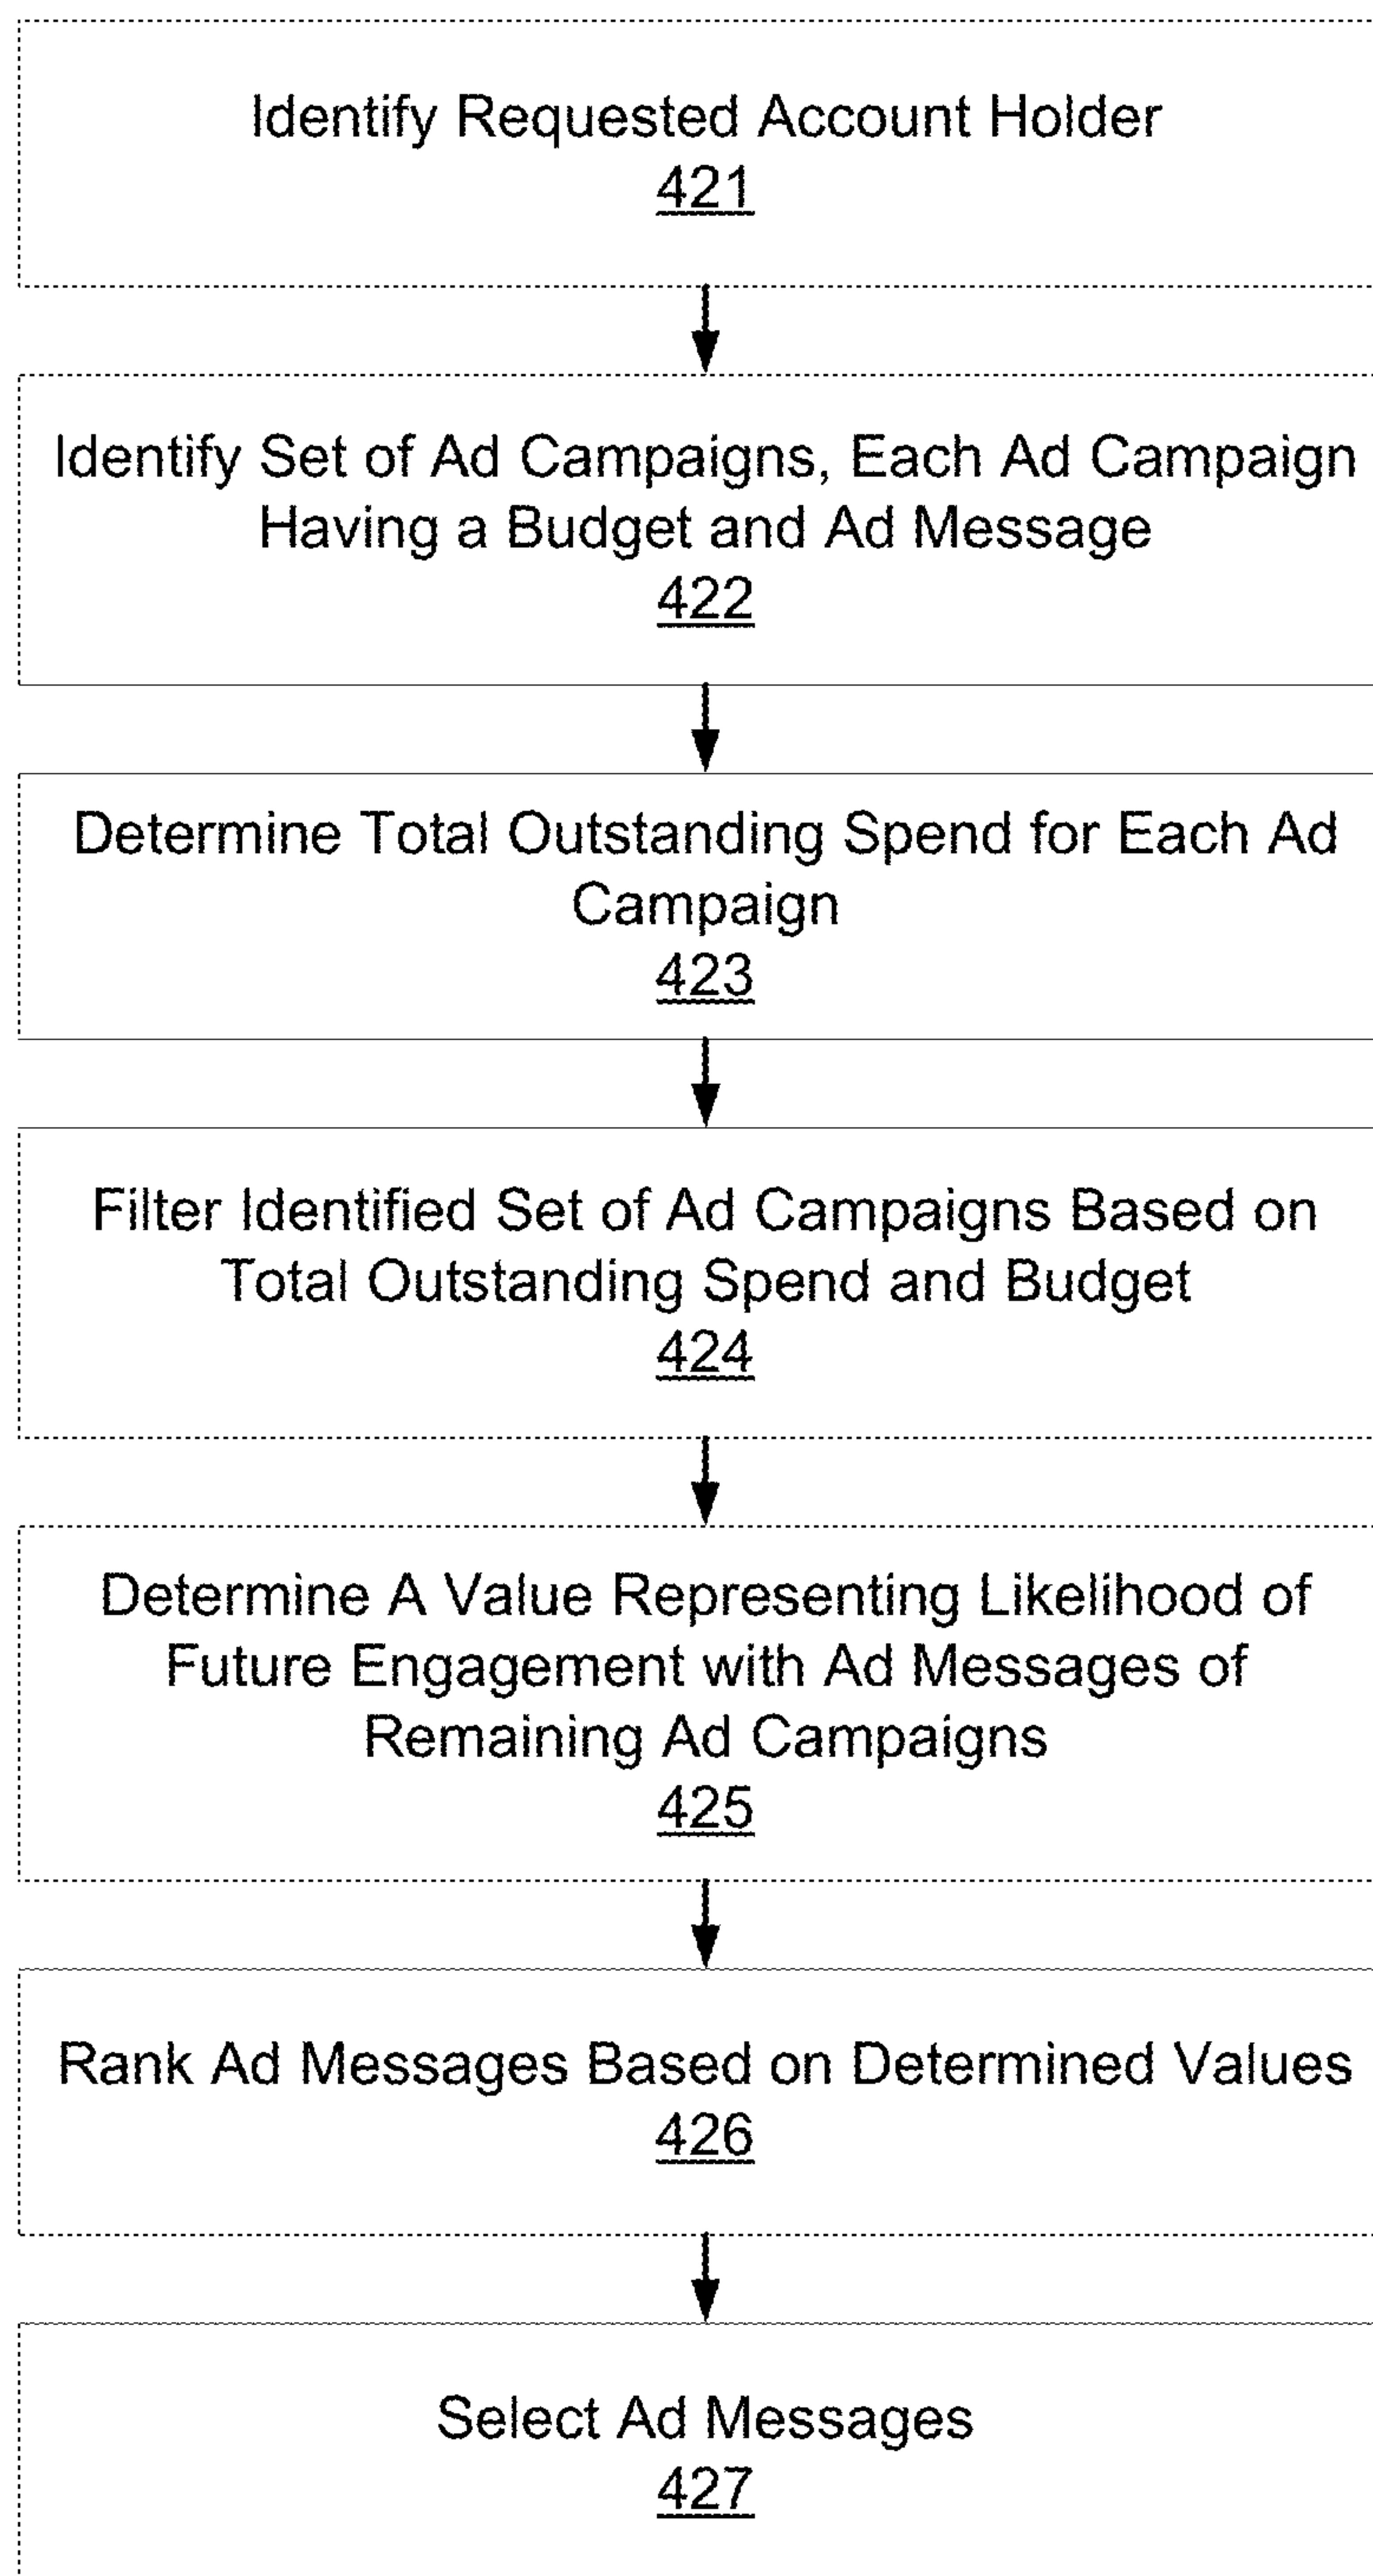 Identify Requested Account Holder
421
Identify Set of Ad Campaigns, Each Ad Campaign
Having a Budget and Ad Message
422
Determine Total Outstanding Spend for Each Ad
Campaign
423
Filter Identified Set of Ad Campaigns Based on
Total Outstanding Spend and Budget
424
Determine A Value Representing Likelihood of
Future Engagement with Ad Messages of
Remaining Ad Campaigns
425
Rank Ad Messages Based on Determined Values
426
Select Ad Messages
427